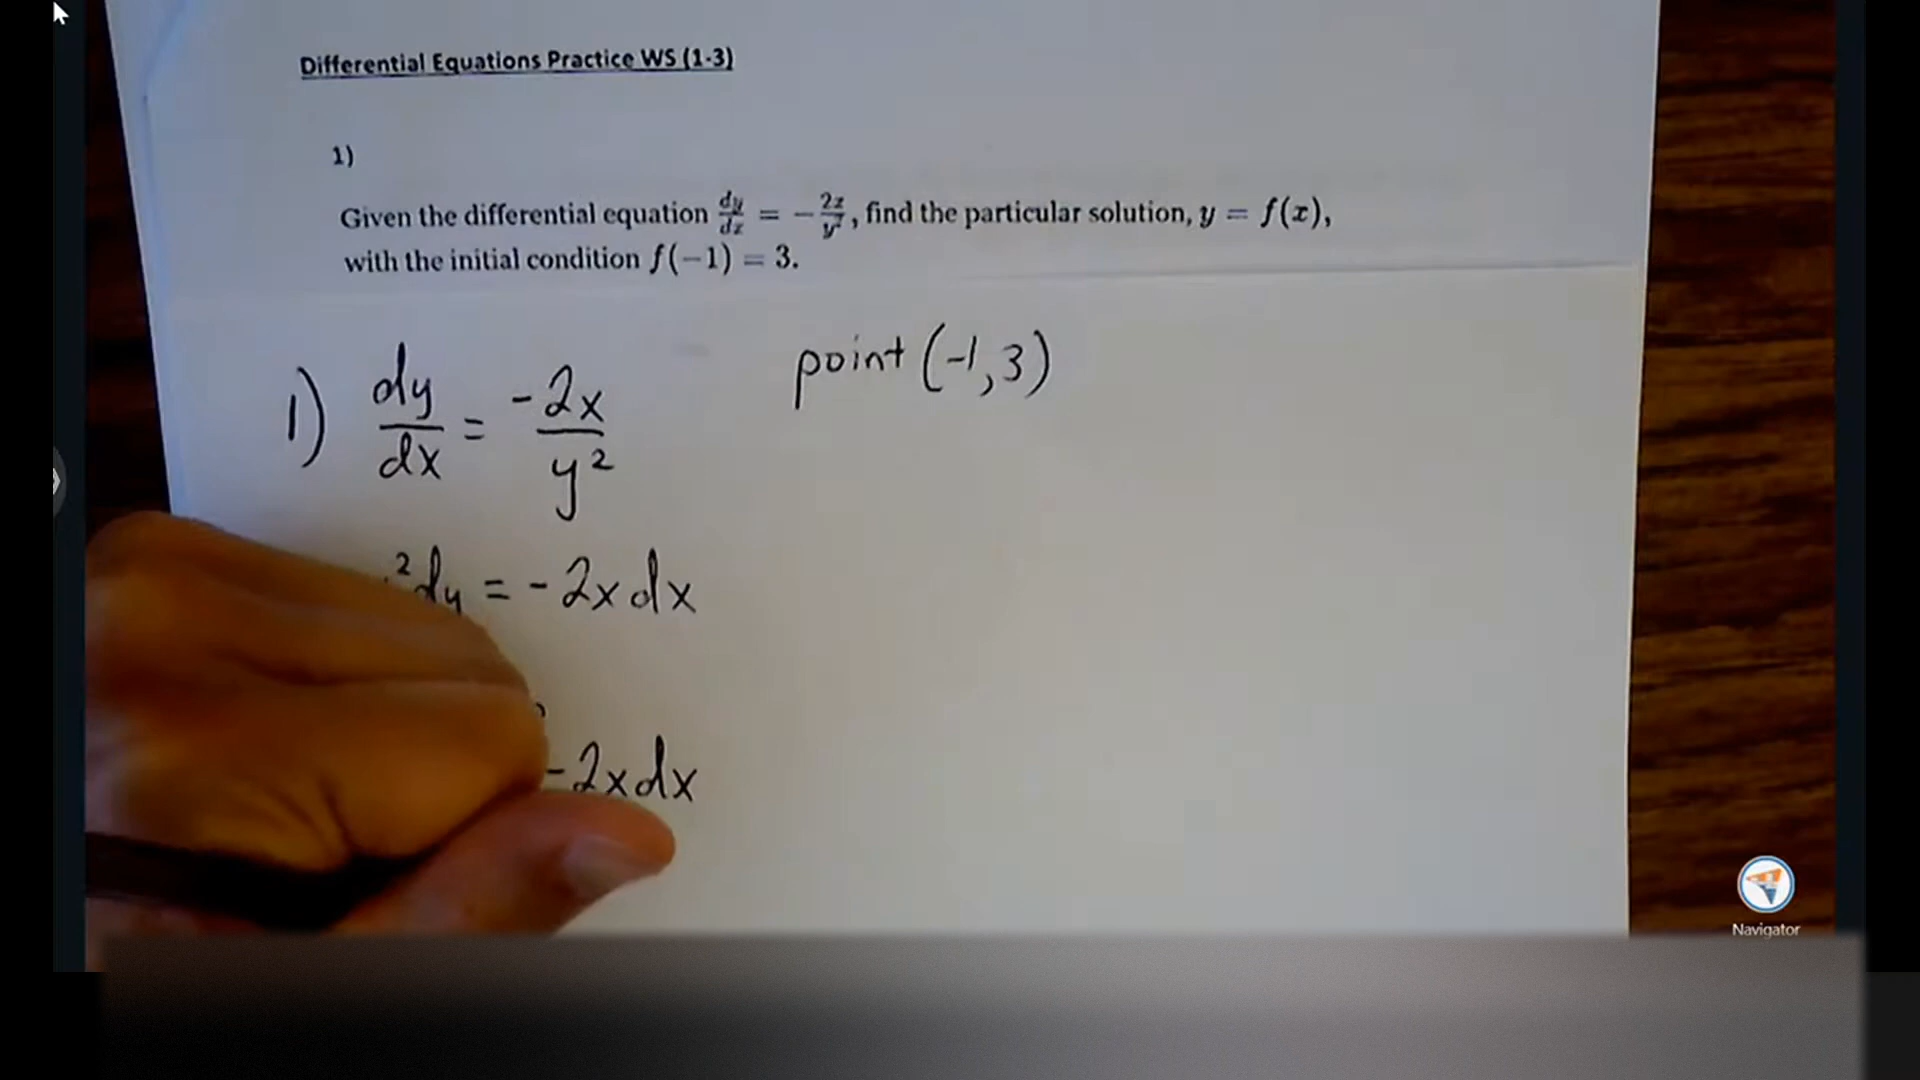 Differential Equations Practice WS (1-3)
1)
Given the differential equation dy/dx = -2x/y², find the particular solution, y = f(x),
with the initial condition f(-1) = 3.
point (-1, 3)
1) dy/dx = -2x/y²
²dy = -2x dx
-2x dx
Navigator